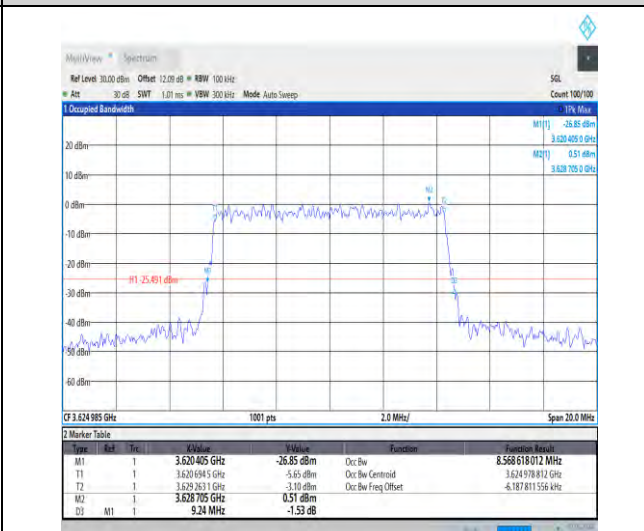 MultiView Spectrum
Ref Level 30.00 dBm Offset 12.09 dB RBW 100 kHz SGL
Att 30 dB SWT 1.01 ms VBW 300 kHz Mode Auto Sweep Count 100/100
1 Occupied Bandwidth 1Pk Max
M1[1] -26.85 dBm
3.620 405 0 GHz
20 dBm M2[1] 0.51 dBm
3.628 705 0 GHz
10 dBm
M2
0 dBm
T1
-10 dBm
-20 dBm
M1
H1 -25.491 dBm
-30 dBm
-40 dBm
-50 dBm
-60 dBm
CF 3.624 985 GHz 1001 pts 2.0 MHz/ Span 20.0 MHz
2 Marker Table
Type Ref Trc X-Value Y-Value Function Function Result
M1 1 3.620 405 GHz -26.85 dBm Occ Bw 8.568 618 012 MHz
T1 1 3.620 694 5 GHz -5.65 dBm Occ Bw Centroid 3.624 978 812 GHz
T2 1 3.629 263 1 GHz -3.10 dBm Occ Bw Freq Offset -6.187 811 556 kHz
M2 1 3.628 705 GHz 0.51 dBm
D3 M1 1 9.24 MHz -1.53 dB